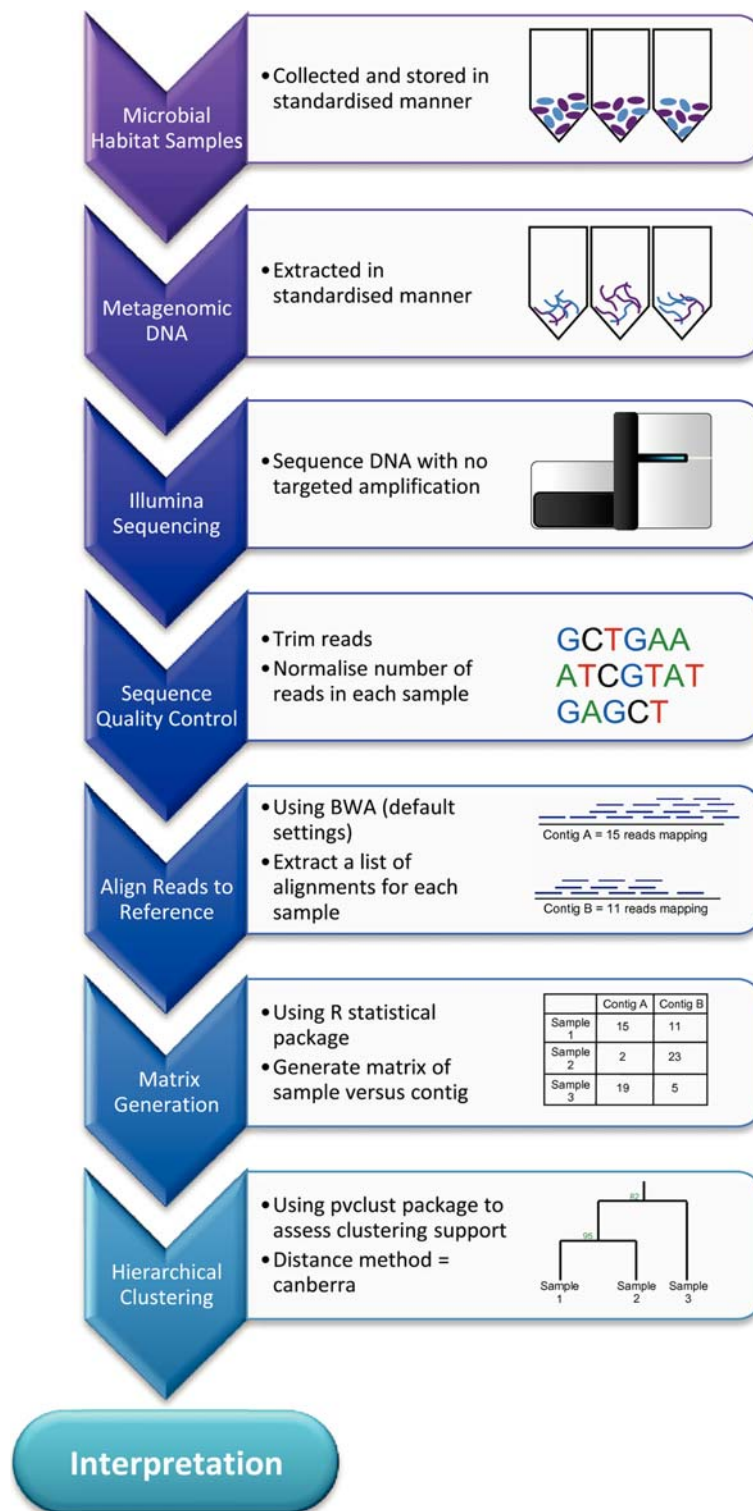 Microbial
Habitat Samples
• Collected and stored in
standardised manner
Metagenomic
DNA
• Extracted in
standardised manner
Illumina
Sequencing
• Sequence DNA with no
targeted amplification
Sequence
Quality Control
• Trim reads
• Normalise number of
reads in each sample
GCTGAA
ATCGTAT
GAGCT
Align Reads to
Reference
• Using BWA (default
settings)
• Extract a list of
alignments for each
sample
Contig A = 15 reads mapping
Contig B = 11 reads mapping
Matrix
Generation
• Using R statistical
package
• Generate matrix of
sample versus contig
Contig A Contig B
Sample 1 15 11
Sample 2 2 23
Sample 3 19 5
Hierarchical
Clustering
• Using pvclust package to
assess clustering support
• Distance method =
canberra
82
95
Sample 1 Sample 2 Sample 3
Interpretation